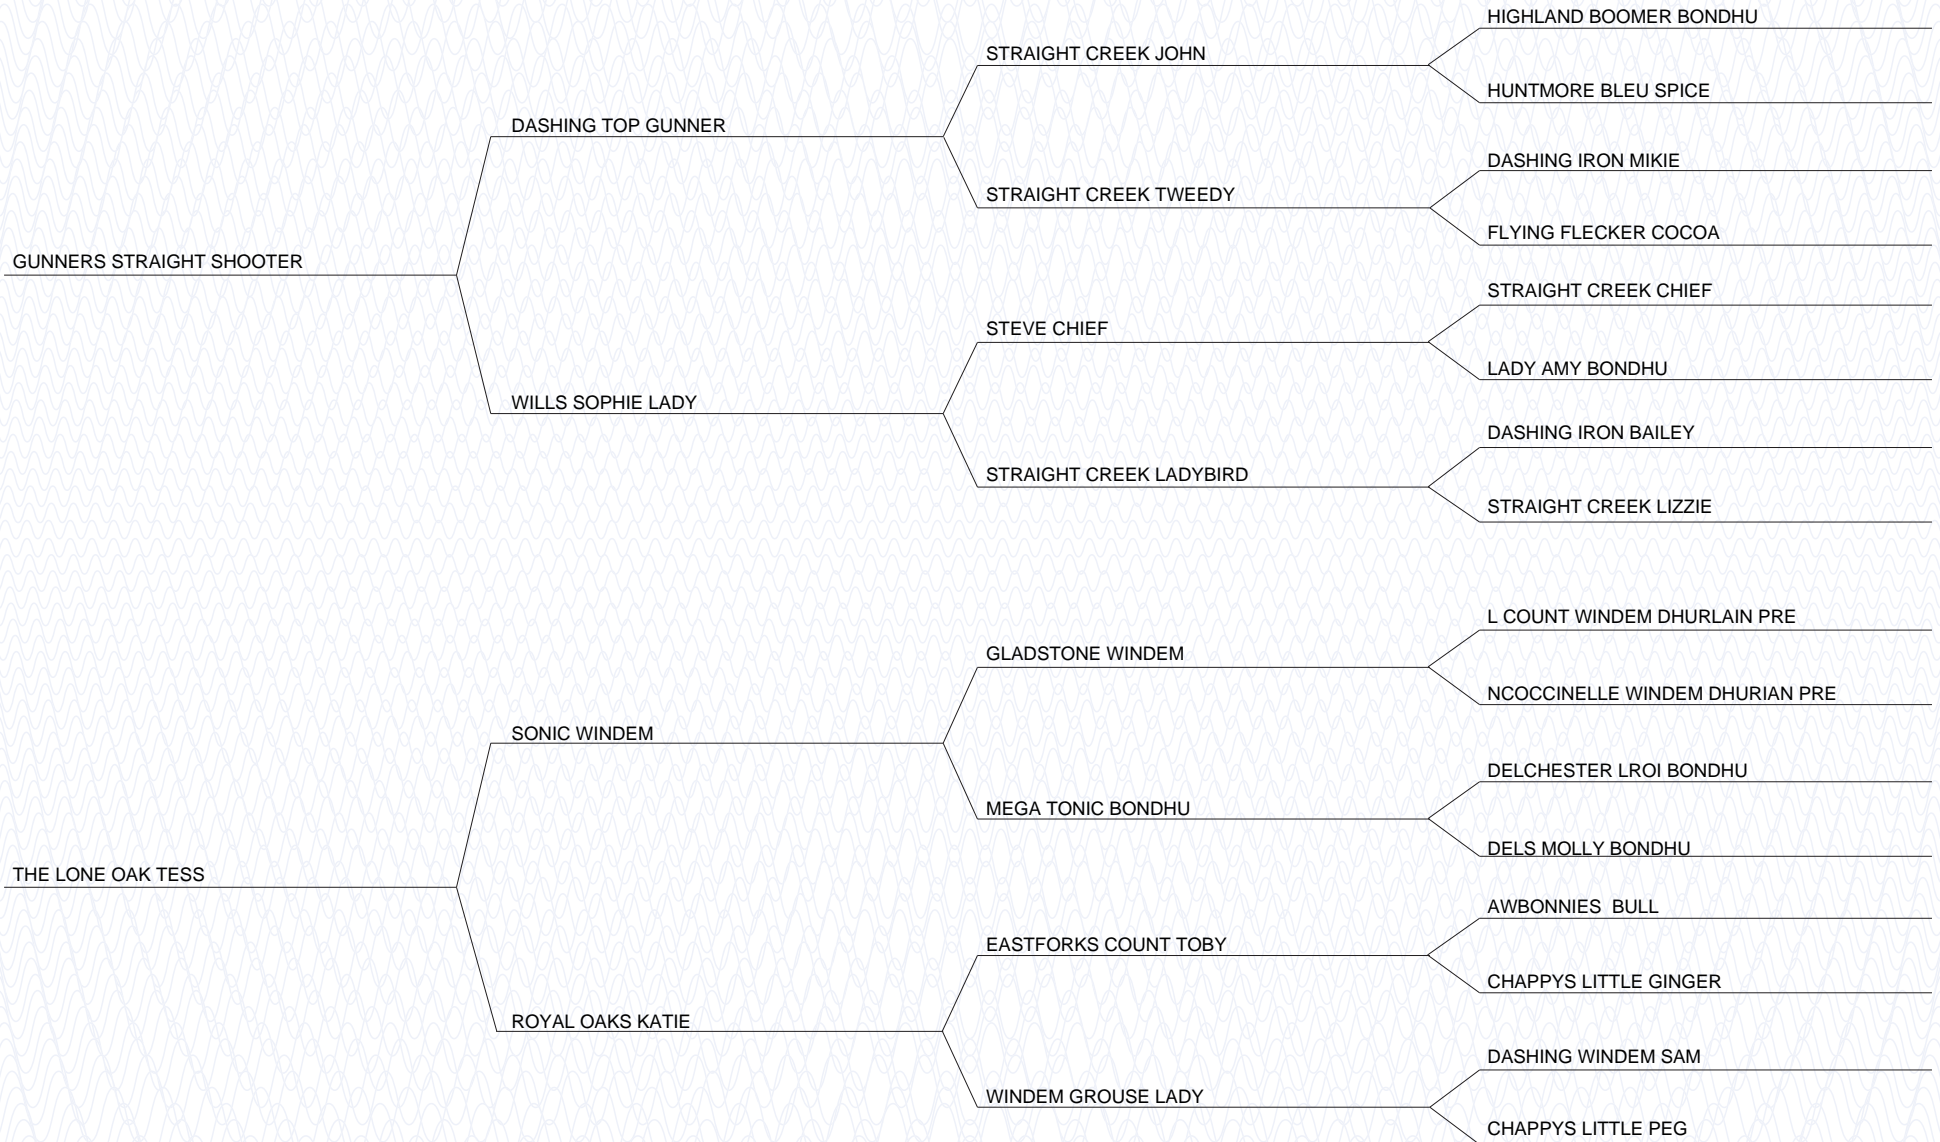 HIGHLAND BOOMER BONDHU
STRAIGHT CREEK JOHN
HUNTMORE BLEU SPICE
DASHING TOP GUNNER
DASHING IRON MIKIE
STRAIGHT CREEK TWEEDY
FLYING FLECKER COCOA
GUNNERS STRAIGHT SHOOTER
STRAIGHT CREEK CHIEF
STEVE CHIEF
LADY AMY BONDHU
WILLS SOPHIE LADY
DASHING IRON BAILEY
STRAIGHT CREEK LADYBIRD
STRAIGHT CREEK LIZZIE
L COUNT WINDEM DHURLAIN PRE
GLADSTONE WINDEM
NCOCCINELLE WINDEM DHURIAN PRE
SONIC WINDEM
DELCHESTER LROI BONDHU
MEGA TONIC BONDHU
DELS MOLLY BONDHU
THE LONE OAK TESS
AWBONNIES  BULL
EASTFORKS COUNT TOBY
CHAPPYS LITTLE GINGER
ROYAL OAKS KATIE
DASHING WINDEM SAM
WINDEM GROUSE LADY
CHAPPYS LITTLE PEG